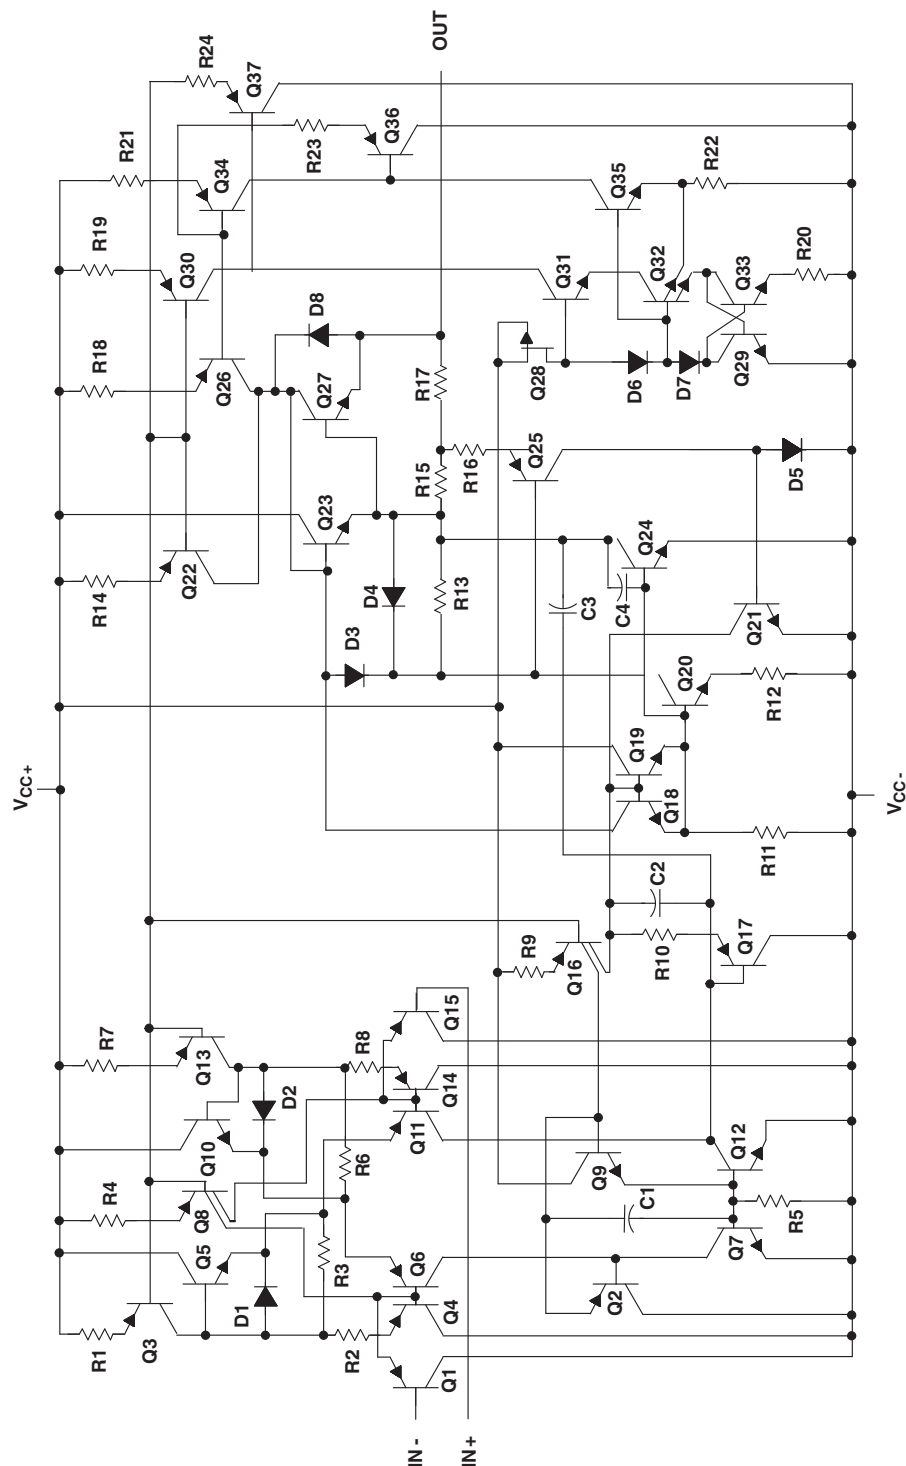 VCC+
R1
R4
R7
R14
R18
R19
R21
R24
Q3
Q5
Q8
Q10
Q13
Q22
Q26
Q30
Q34
Q37
D1
D2
D3
D4
Q23
Q27
D8
R23
Q36
R2
R3
R6
R8
R13
R15
R17
OUT
IN -
Q1
Q4
Q6
Q11
Q14
Q15
IN +
R16
R9
Q16
Q25
Q28
Q31
Q35
Q2
C1
Q9
C3
C4
Q24
D6
Q32
R22
R10
C2
Q18
Q19
Q20
D7
Q7
R5
Q12
Q17
Q21
Q29
Q33
R20
R11
R12
D5
VCC-